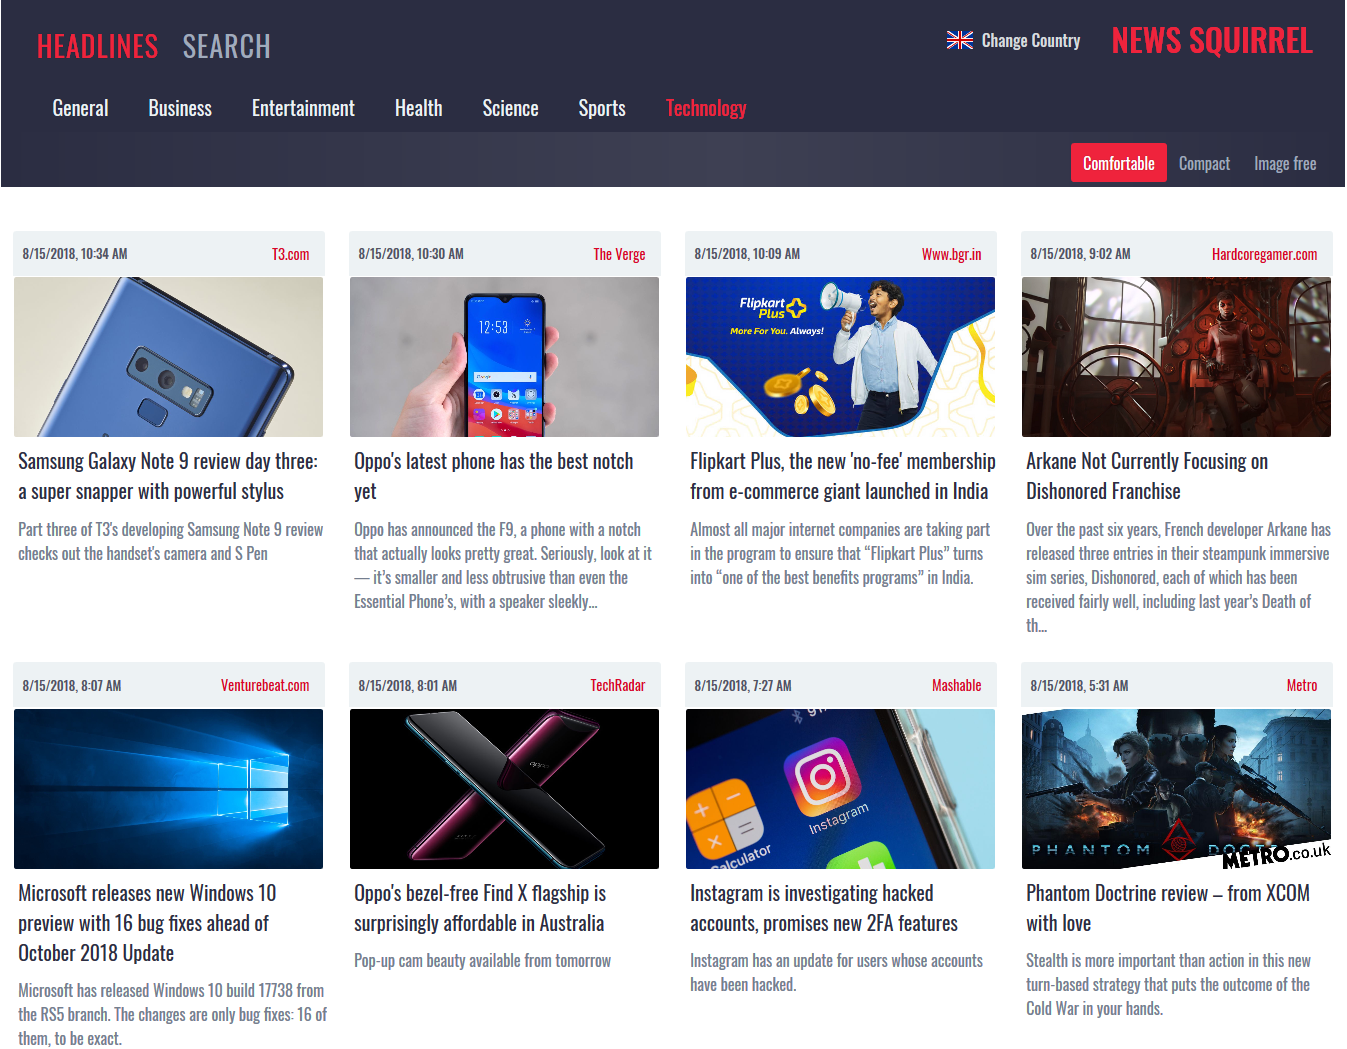 HEADLINES SEARCH
Change Country
NEWS SQUIRREL
General Business Entertainment Health Science Sports Technology
Comfortable Compact Image free
8/15/2018, 10:34 AM T3.com
Samsung Galaxy Note 9 review day three:
a super snapper with powerful stylus
Part three of T3's developing Samsung Note 9 review
checks out the handset's camera and S Pen
8/15/2018, 10:30 AM The Verge
12:53
Google
Oppo's latest phone has the best notch
yet
Oppo has announced the F9, a phone with a notch
that actually looks pretty great. Seriously, look at it
— it’s smaller and less obtrusive than even the
Essential Phone’s, with a speaker sleekly…
8/15/2018, 10:09 AM Www.bgr.in
Flipkart
Plus
More For You. Always!
Flipkart Plus, the new 'no-fee' membership
from e-commerce giant launched in India
Almost all major internet companies are taking part
in the program to ensure that “Flipkart Plus” turns
into “one of the best benefits programs” in India.
8/15/2018, 9:02 AM Hardcoregamer.com
Arkane Not Currently Focusing on
Dishonored Franchise
Over the past six years, French developer Arkane has
released three entries in their steampunk immersive
sim series, Dishonored, each of which has been
received fairly well, including last year’s Death of
th…
8/15/2018, 8:07 AM Venturebeat.com
Microsoft releases new Windows 10
preview with 16 bug fixes ahead of
October 2018 Update
Microsoft has released Windows 10 build 17738 from
the RS5 branch. The changes are only bug fixes: 16 of
them, to be exact.
8/15/2018, 8:01 AM TechRadar
oppo
Oppo's bezel-free Find X flagship is
surprisingly affordable in Australia
Pop-up cam beauty available from tomorrow
8/15/2018, 7:27 AM Mashable
Instagram
Calculator
Instagram is investigating hacked
accounts, promises new 2FA features
Instagram has an update for users whose accounts
have been hacked.
8/15/2018, 5:31 AM Metro
PHANTOM
METRO.co.uk
Phantom Doctrine review – from XCOM
with love
Stealth is more important than action in this new
turn-based strategy that puts the outcome of the
Cold War in your hands.